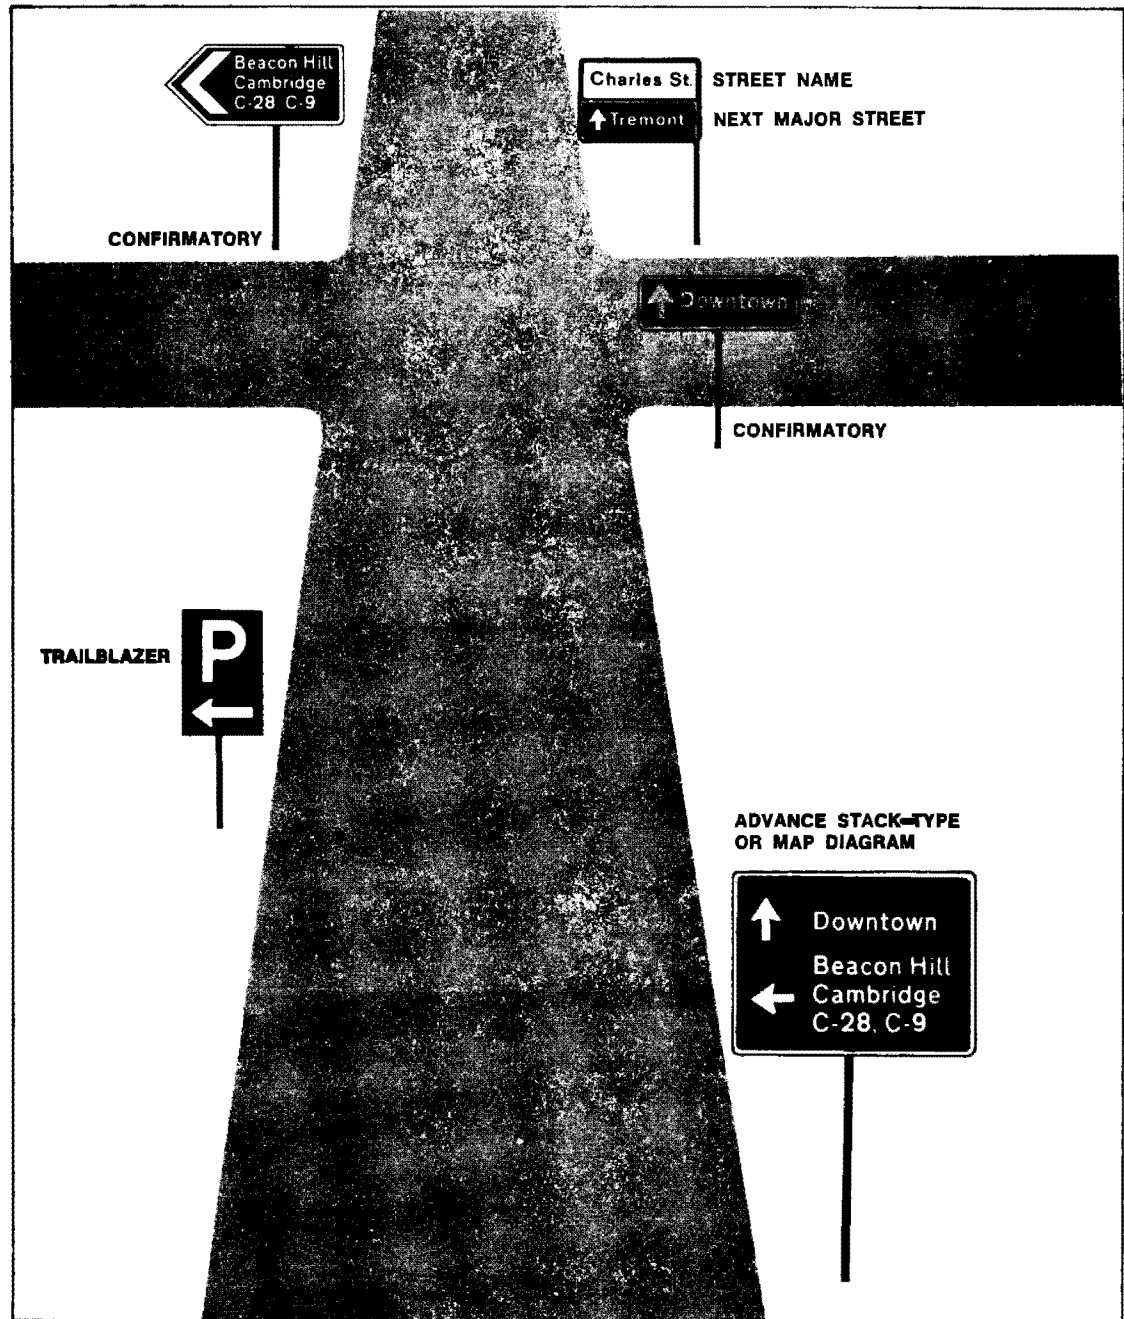 Beacon Hill
Cambridge
C-28 C-9
CONFIRMATORY
Charles St.
STREET NAME
Tremont
NEXT MAJOR STREET
Downtown
CONFIRMATORY
TRAILBLAZER
P
ADVANCE STACK-TYPE
OR MAP DIAGRAM
Downtown
Beacon Hill
Cambridge
C-28, C-9